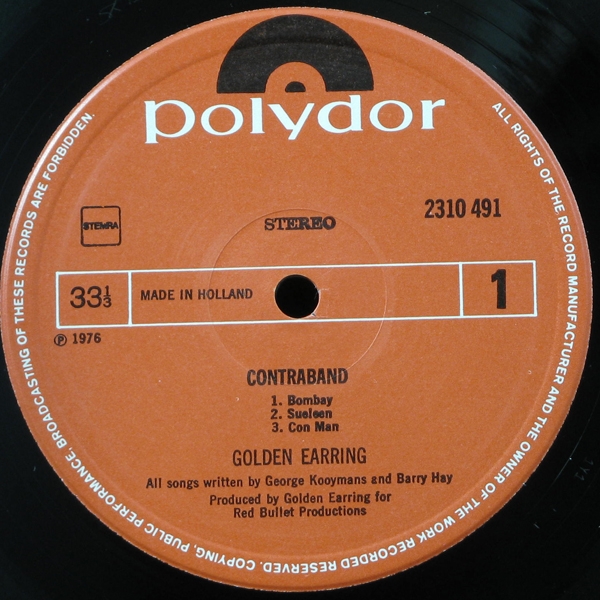 polydor
ALL RIGHTS OF THE RECORD MANUFACTURER AND THE OWNER OF THE WORK RECORDED RESERVED. COPYING, PUBLIC PERFORMANCE, BROADCASTING OF THESE RECORDS ARE FORBIDDEN.
2310 491
STEMRA
STEREO
33⅓
MADE IN HOLLAND
1
℗ 1976
CONTRABAND
1. Bombay
2. Sueleen
3. Con Man
GOLDEN EARRING
All songs written by George Kooymans and Barry Hay
Produced by Golden Earring for
Red Bullet Productions